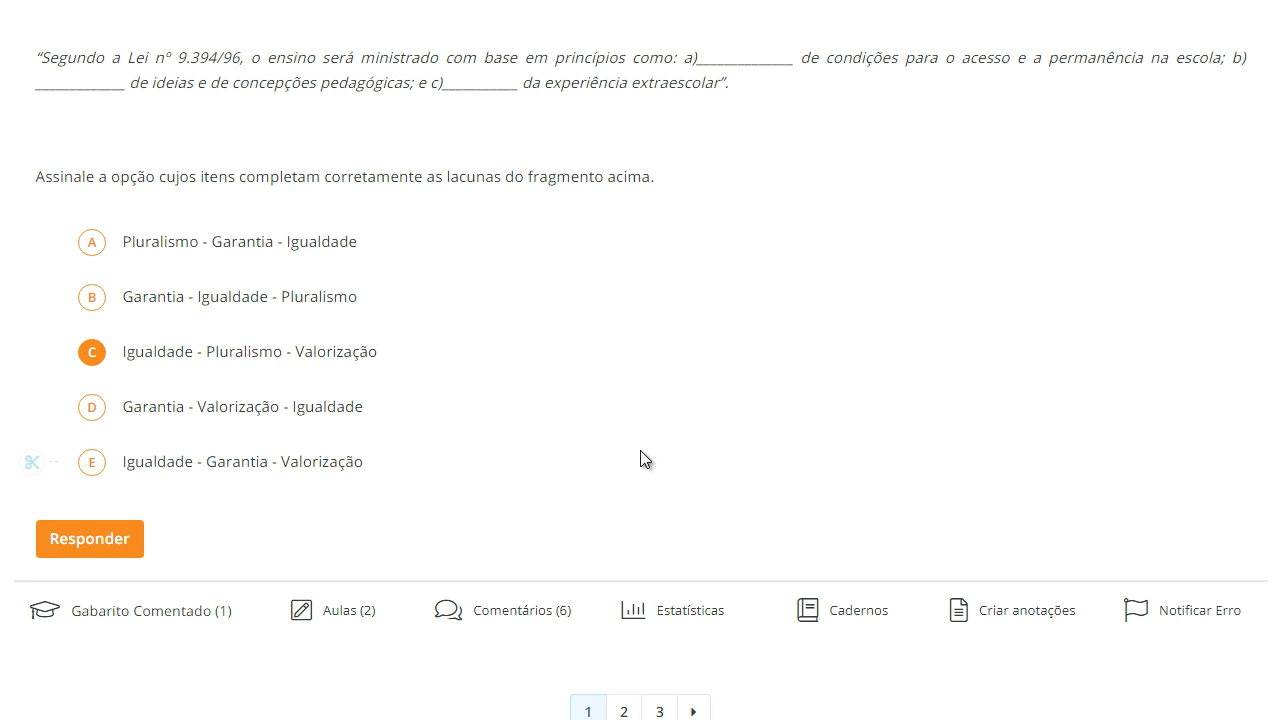 “Segundo a Lei nº 9.394/96, o ensino será ministrado com base em princípios como: a)______________ de condições para o acesso e a permanência na escola; b)
_____________ de ideias e de concepções pedagógicas; e c)___________ da experiência extraescolar”.
Assinale a opção cujos itens completam corretamente as lacunas do fragmento acima.
A Pluralismo - Garantia - Igualdade
B Garantia - Igualdade - Pluralismo
C Igualdade - Pluralismo - Valorização
D Garantia - Valorização - Igualdade
E Igualdade - Garantia - Valorização
Responder
Gabarito Comentado (1) Aulas (2) Comentários (6) Estatísticas Cadernos Criar anotações Notificar Erro
1 2 3